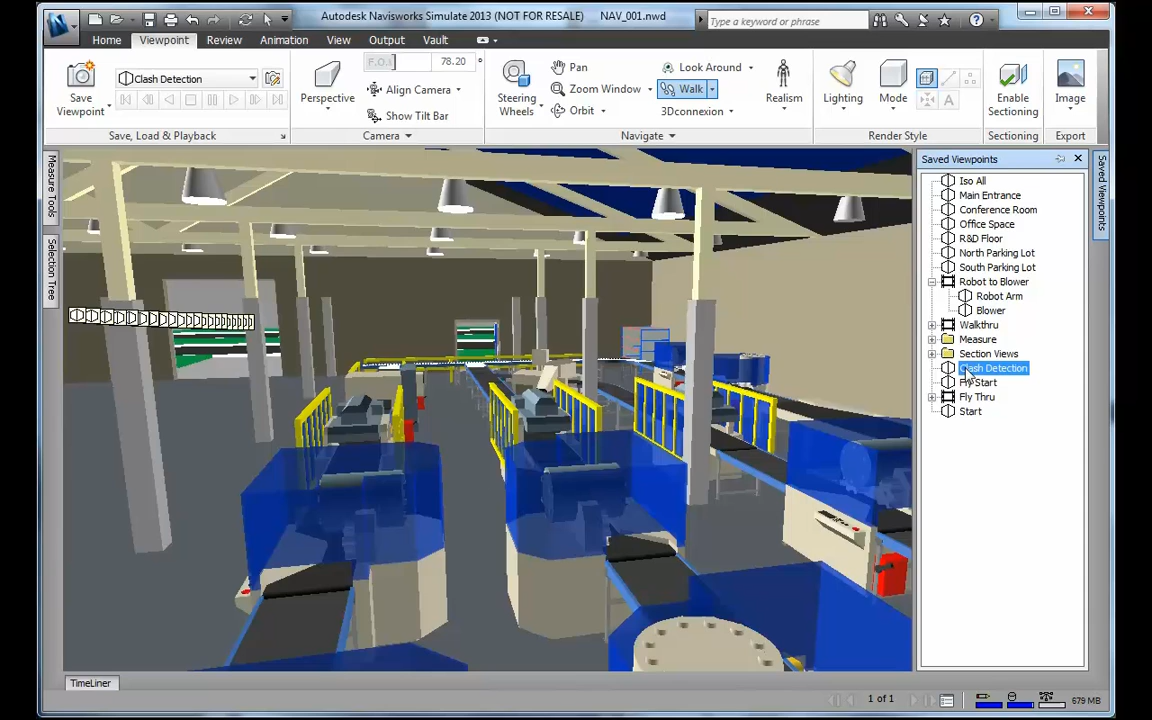 Autodesk Navisworks Simulate 2013 (NOT FOR RESALE) NAV_001.nwd
Type a keyword or phrase
Home Viewpoint Review Animation View Output Vault
Clash Detection
Save Viewpoint
Save, Load & Playback
Perspective
F.O. 78.20 °
Align Camera
Show Tilt Bar
Camera
Steering Wheels
Pan
Zoom Window
Orbit
Look Around
Walk
3Dconnexion
Navigate
Realism
Lighting
Mode
Render Style
Enable Sectioning
Sectioning
Image
Export
Measure Tools
Selection Tree
Saved Viewpoints
Saved Viewpoints
Iso All
Main Entrance
Conference Room
Office Space
R&D Floor
North Parking Lot
South Parking Lot
Robot to Blower
Robot Arm
Blower
Walkthru
Measure
Section Views
Clash Detection
Fly Start
Fly Thru
Start
TimeLiner
1 of 1
679 MB